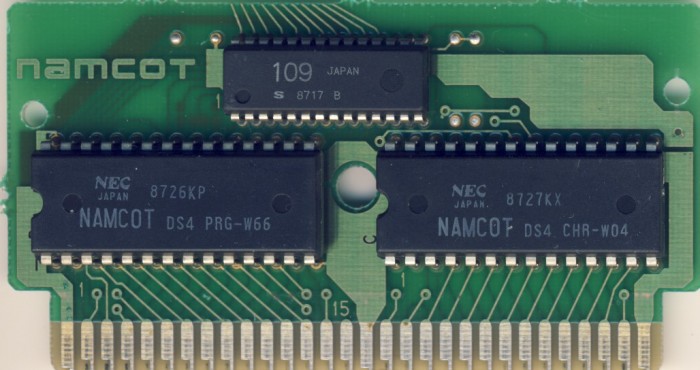 namcot
109 JAPAN
S 8717 B
1
NEC
JAPAN 8726KP
NAMCOT DS4 PRG-W66
NEC
JAPAN. 8727KX
NAMCOT DS4 CHR-W04
C
1
15
1